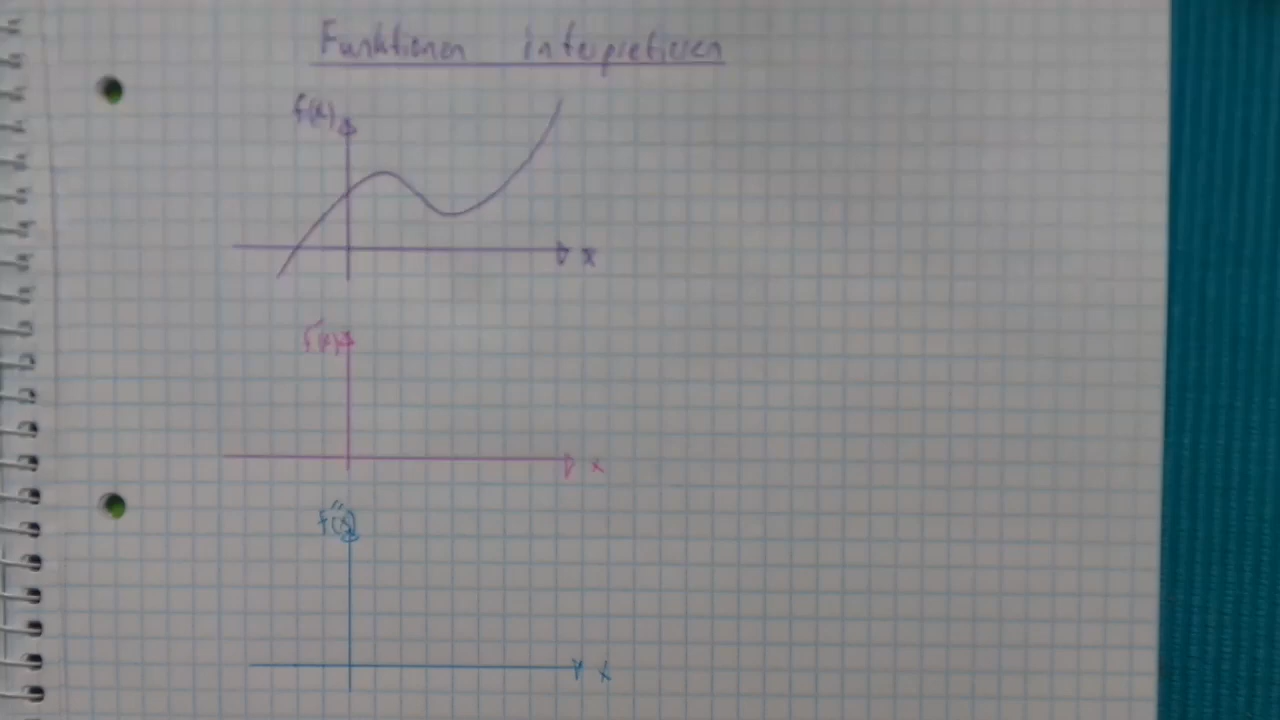 Funktionen interpretieren
f(x)
x
f'(x)
x
f''(x)
x